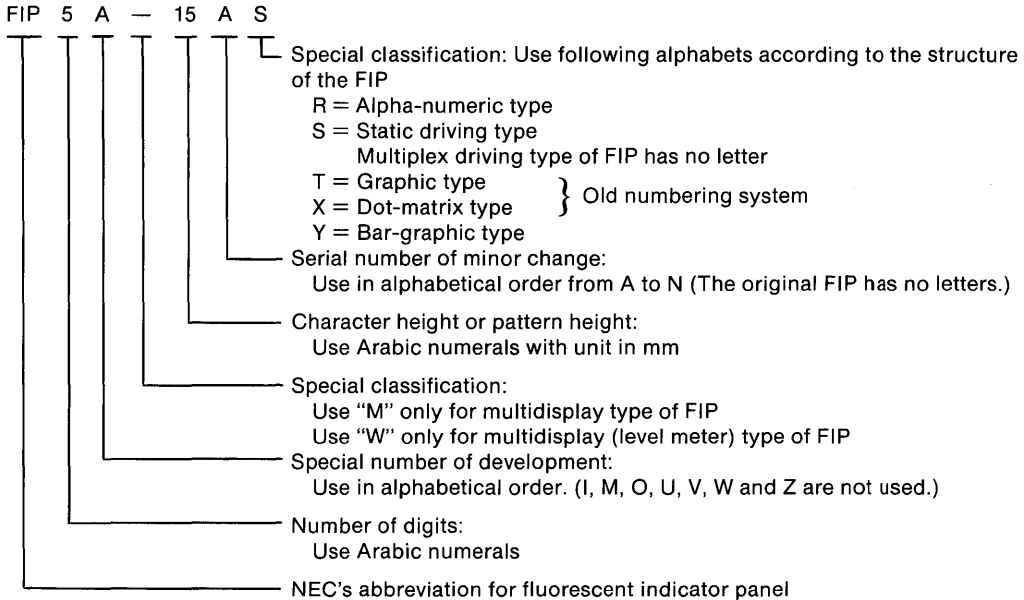 FIP 5 A — 15 A S
Special classification: Use following alphabets according to the structure
of the FIP
R = Alpha-numeric type
S = Static driving type
Multiplex driving type of FIP has no letter
T = Graphic type
X = Dot-matrix type } Old numbering system
Y = Bar-graphic type
Serial number of minor change:
Use in alphabetical order from A to N (The original FIP has no letters.)
Character height or pattern height:
Use Arabic numerals with unit in mm
Special classification:
Use “M” only for multidisplay type of FIP
Use “W” only for multidisplay (level meter) type of FIP
Special number of development:
Use in alphabetical order. (I, M, O, U, V, W and Z are not used.)
Number of digits:
Use Arabic numerals
NEC's abbreviation for fluorescent indicator panel